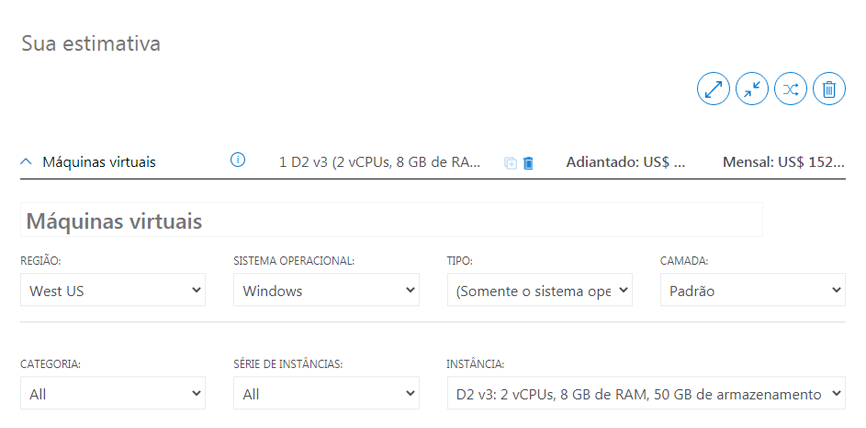 Sua estimativa
Máquinas virtuais 1 D2 v3 (2 vCPUs, 8 GB de RA... Adiantado: US$ ... Mensal: US$ 152...
Máquinas virtuais
REGIÃO: SISTEMA OPERACIONAL: TIPO: CAMADA:
West US Windows (Somente o sistema ope Padrão
CATEGORIA: SÉRIE DE INSTÂNCIAS: INSTÂNCIA:
All All D2 v3: 2 vCPUs, 8 GB de RAM, 50 GB de armazenamento